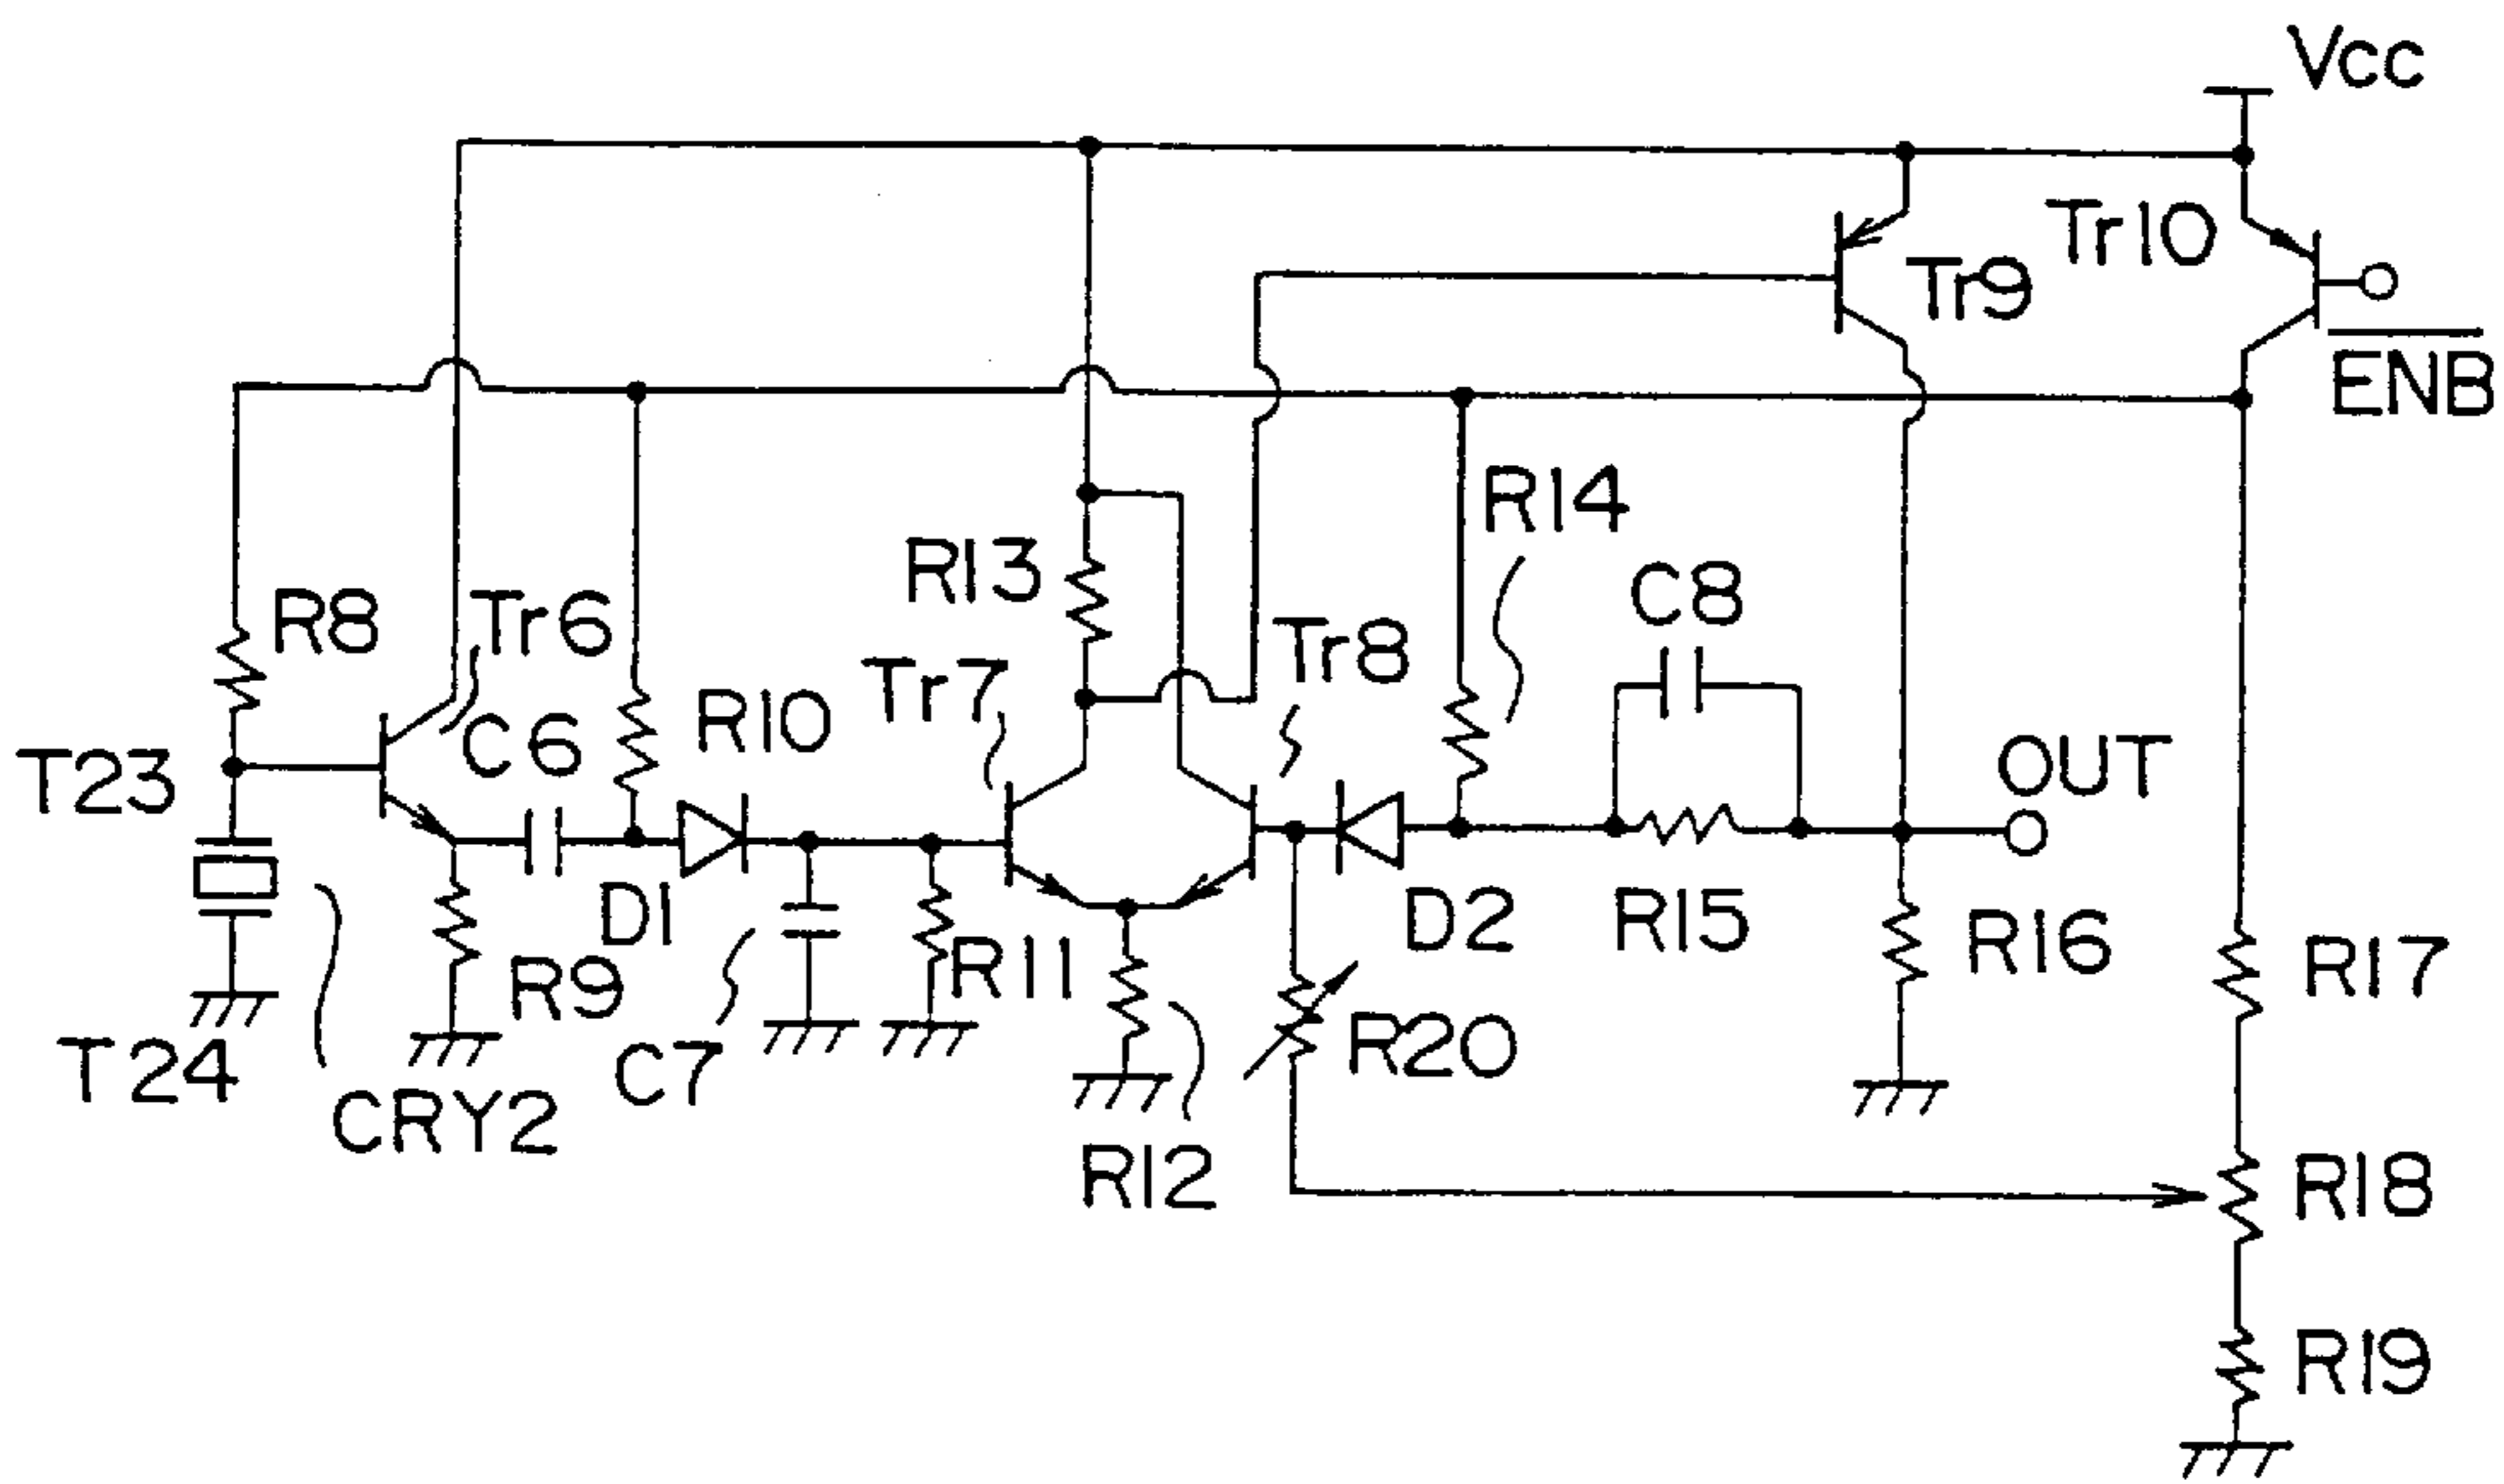 Vcc
Tr10
Tr9
ENB
R14
R13
C8
R8
Tr6
Tr8
Tr7
R10
C6
T23
OUT
D1
D2
R15
R16
R17
R9
R11
R20
T24
C7
CRY2
R12
R18
R19